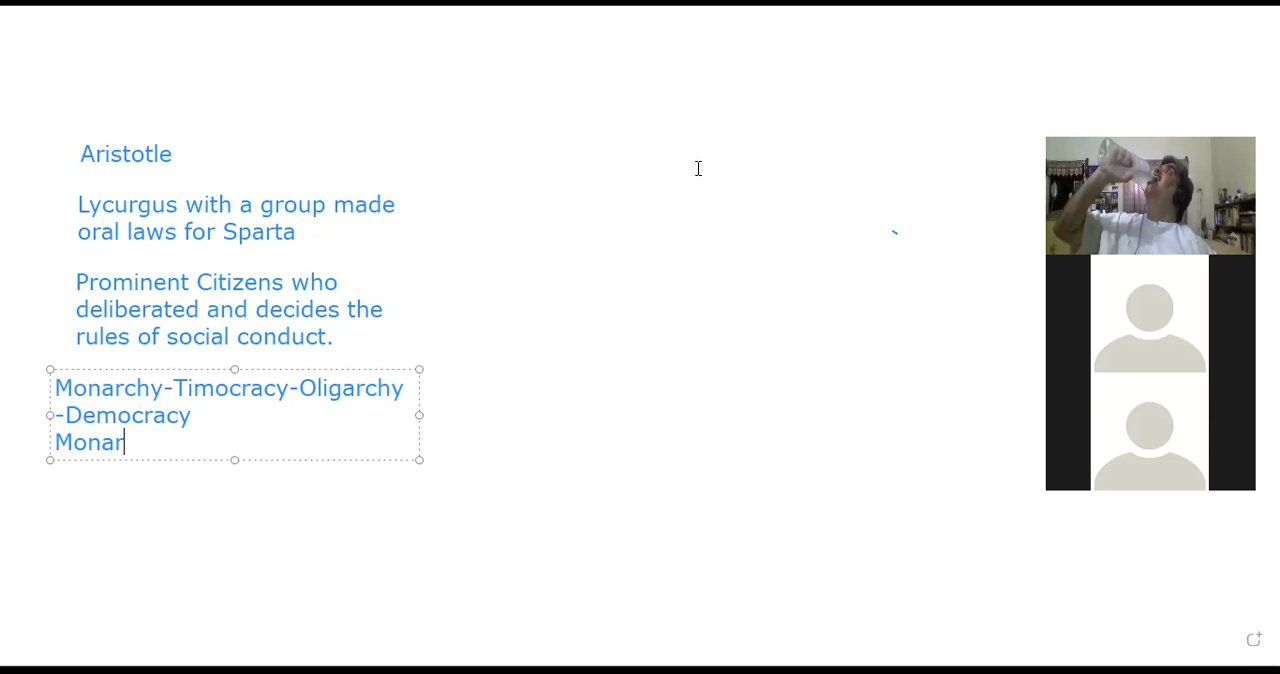 Aristotle
Lycurgus with a group made
oral laws for Sparta
Prominent Citizens who
deliberated and decides the
rules of social conduct.
Monarchy-Timocracy-Oligarchy
-Democracy
Monar